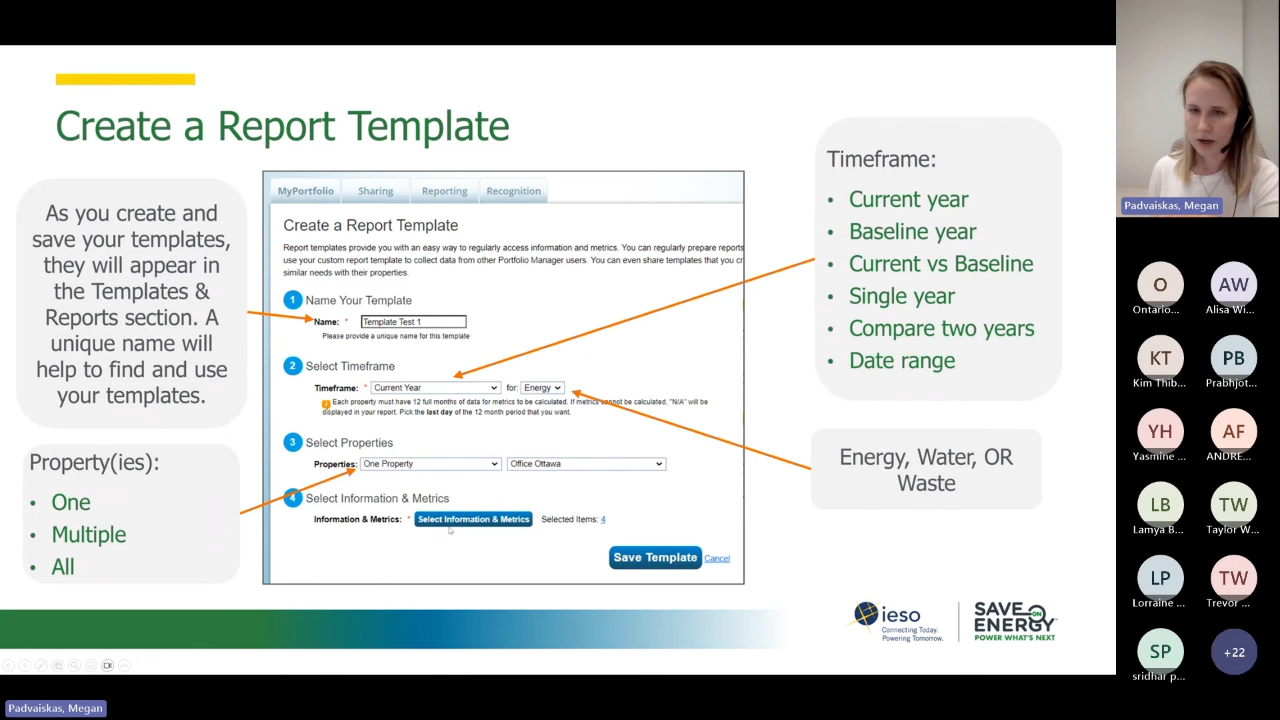 Create a Report Template
As you create and
save your templates,
they will appear in
the Templates &
Reports section. A
unique name will
help to find and use
your templates.
Property(ies):
• One
• Multiple
• All
MyPortfolio
Sharing
Reporting
Recognition
Create a Report Template
Report templates provide you with an easy way to regularly access information and metrics. You can regularly prepare reports
use your custom report template to collect data from other Portfolio Manager users. You can even share templates that you cr
similar needs with their properties.
1 Name Your Template
Name: * Template Test 1
Please provide a unique name for this template
2 Select Timeframe
Timeframe: * Current Year for: Energy
Each property must have 12 full months of data for metrics to be calculated. If metrics cannot be calculated, "N/A" will be
displayed in your report. Pick the last day of the 12 month period that you want.
3 Select Properties
Properties: One Property Office Ottawa
4 Select Information & Metrics
Information & Metrics: * Select Information & Metrics Selected Items: 4
Save Template Cancel
Timeframe:
• Current year
• Baseline year
• Current vs Baseline
• Single year
• Compare two years
• Date range
Energy, Water, OR
Waste
ieso
Connecting Today.
Powering Tomorrow.
SAVE
ON
ENERGY
POWER WHAT'S NEXT
Padvaiskas, Megan
O
Ontario...
AW
Alisa Wi...
KT
Kim Thib...
PB
Prabhjot...
YH
Yasmine ...
AF
ANDRE...
LB
Lamya B...
TW
Taylor W...
LP
Lorraine ...
TW
Trevor ...
SP
sridhar p...
+22
Padvaiskas, Megan